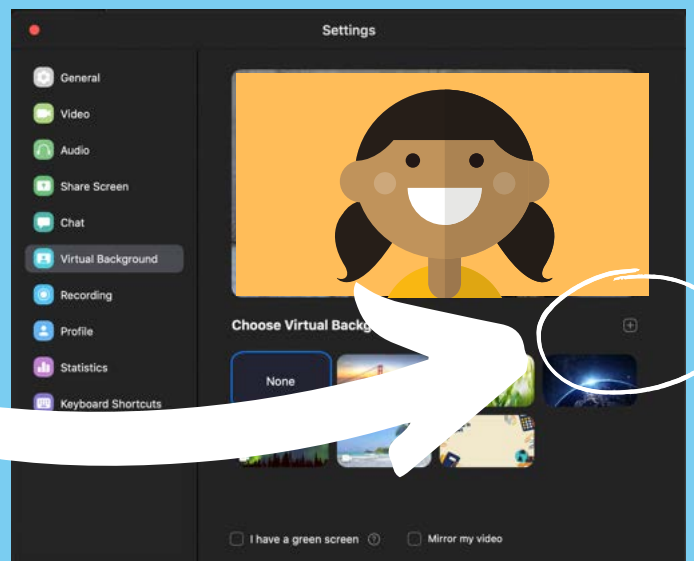 Settings
General
Video
Audio
Share Screen
Chat
Virtual Background
Recording
Profile
Statistics
Keyboard Shortcuts
Choose Virtual
None
I have a green screen
Mirror my video